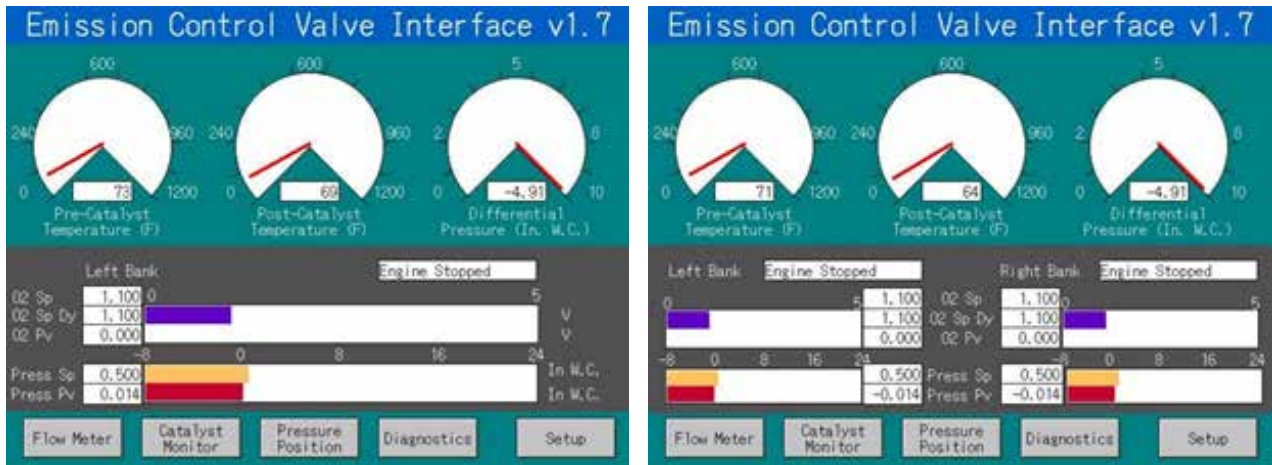 Emission Control Valve Interface v1.7
600 600 5
240 960 240 960 2 8
0 73 1200 0 69 1200 0 -4.91 10
Pre-Catalyst Post-Catalyst Differential
Temperature (F) Temperature (F) Pressure (In. W.C.)
Left Bank Engine Stopped
O2 Sp 1.100 0 5
O2 Sp Dy 1.100 V
O2 Pv 0.000 V
-8 0 8 16 24
Press Sp 0.500 In W.C.
Press Pv 0.014 In W.C.
Flow Meter Catalyst Monitor Pressure Position Diagnostics Setup
Emission Control Valve Interface v1.7
600 600 5
240 960 240 960 2 8
0 71 1200 0 64 1200 0 -4.91 10
Pre-Catalyst Post-Catalyst Differential
Temperature (F) Temperature (F) Pressure (In. W.C.)
Left Bank Engine Stopped Right Bank Engine Stopped
0 5 1.100 O2 Sp 1.100 0 5
1.100 O2 Sp Dy 1.100
0.000 O2 Pv 0.000
-8 0 8 16 24 -8 0 8 16 24
0.500 Press Sp 0.500
-0.014 Press Pv -0.014
Flow Meter Catalyst Monitor Pressure Position Diagnostics Setup